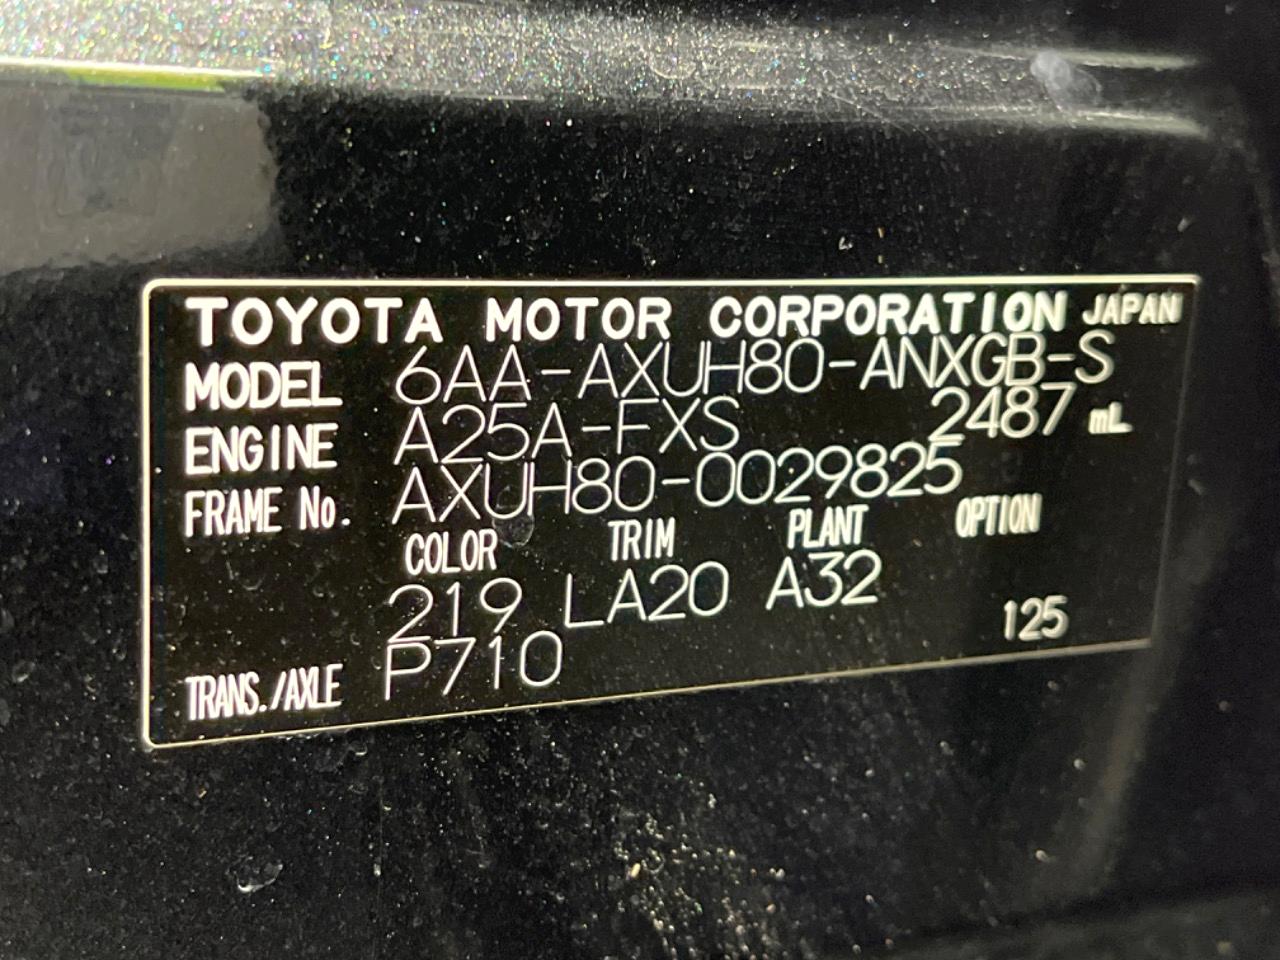 TOYOTA MOTOR CORPORATION JAPAN
MODEL 6AA-AXUH80-ANXGB-S
ENGINE A25A-FXS 2487 mL
FRAME No. AXUH80-0029825
COLOR TRIM PLANT OPTION
219 LA20 A32
TRANS./AXLE P710 125